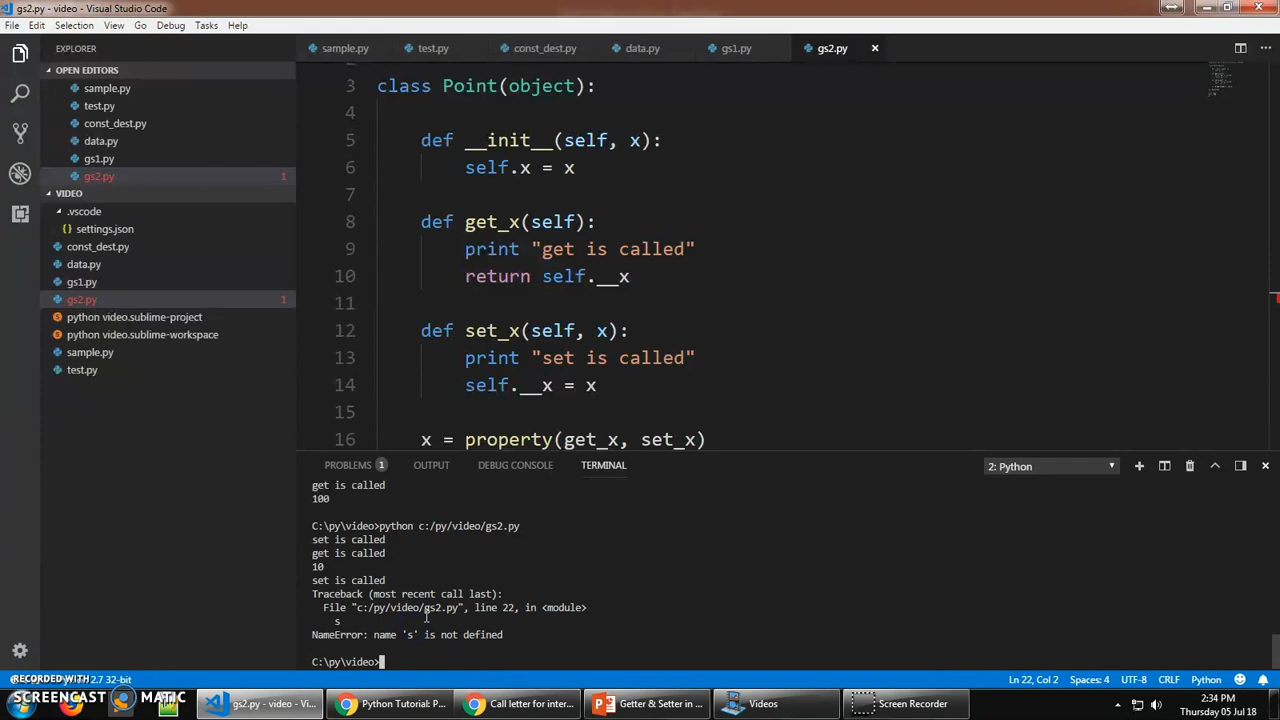 gs2.py - video - Visual Studio Code
File Edit Selection View Go Debug Tasks Help
EXPLORER
OPEN EDITORS
sample.py
test.py
const_dest.py
data.py
gs1.py
gs2.py 1
VIDEO
.vscode
settings.json
const_dest.py
data.py
gs1.py
gs2.py 1
python video.sublime-project
python video.sublime-workspace
sample.py
test.py
sample.py test.py const_dest.py data.py gs1.py gs2.py
3 class Point(object):
4
5 def __init__(self, x):
6 self.x = x
7
8 def get_x(self):
9 print "get is called"
10 return self.__x
11
12 def set_x(self, x):
13 print "set is called"
14 self.__x = x
15
16 x = property(get_x, set_x)
PROBLEMS 1 OUTPUT DEBUG CONSOLE TERMINAL 2: Python
get is called
100
C:\py\video>python c:/py/video/gs2.py
set is called
get is called
10
set is called
Traceback (most recent call last):
File "c:/py/video/gs2.py", line 22, in <module>
s
NameError: name 's' is not defined
C:\py\video>
2.7 32-bit Ln 22, Col 2 Spaces: 4 UTF-8 CRLF Python
RECORDED WITH
SCREENCAST MATIC
gs2.py - video - Vi... Python Tutorial: P... Call letter for inter... Getter & Setter in ... Videos Screen Recorder
2:34 PM
Thursday 05 Jul 18